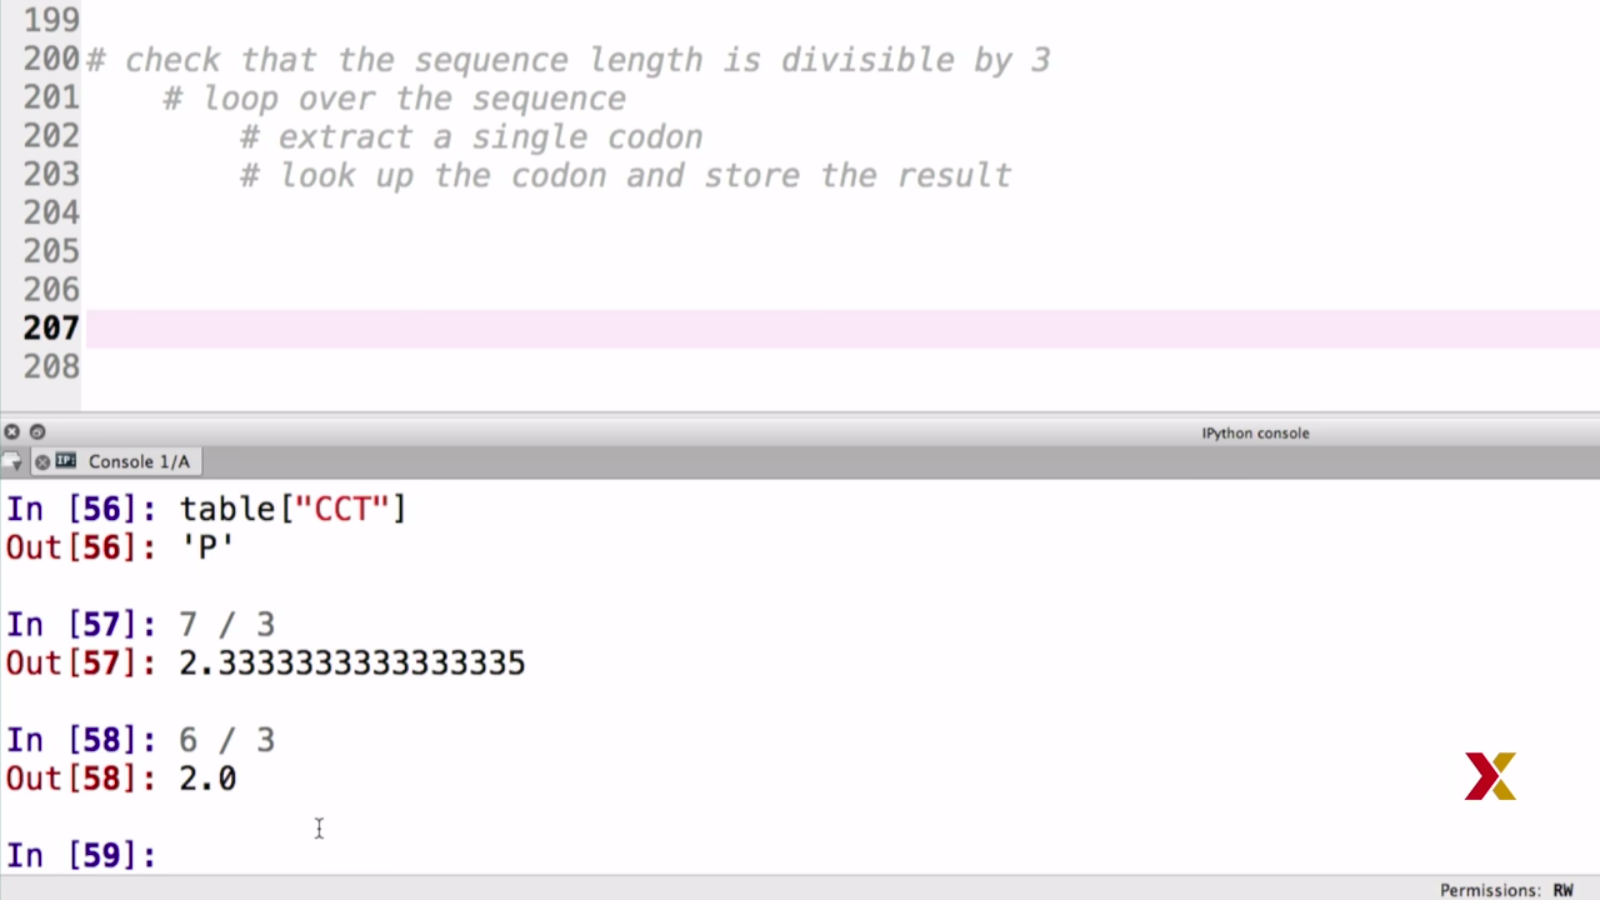 199
200 # check that the sequence length is divisible by 3
201 # loop over the sequence
202 # extract a single codon
203 # look up the codon and store the result
204
205
206
207
208
IPython console
IP: Console 1/A
In [56]: table["CCT"]
Out[56]: 'P'
In [57]: 7 / 3
Out[57]: 2.3333333333333335
In [58]: 6 / 3
Out[58]: 2.0
In [59]:
Permissions: RW